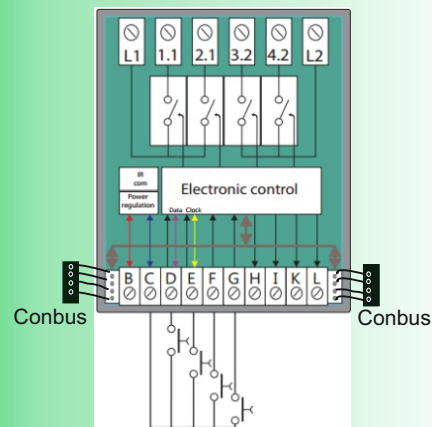 L1 1.1 2.1 3.2 4.2 L2
IR
com
Power
regulation
Electronic control
Data Clock
B C D E F G H I K L
Conbus
Conbus